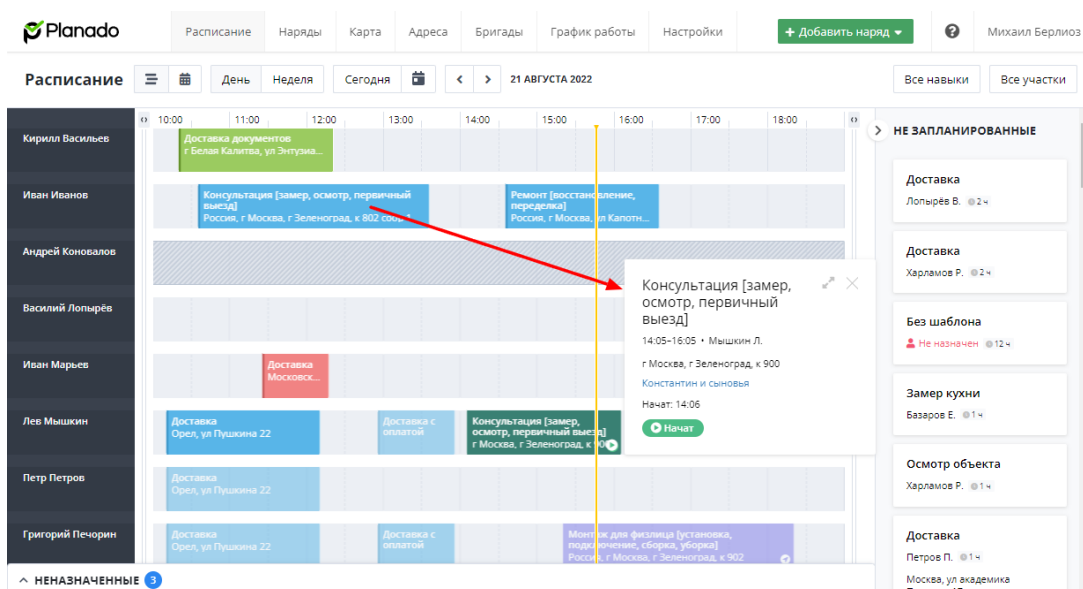 Planado
Расписание Наряды Карта Адреса Бригады График работы Настройки
+ Добавить наряд
Михаил Берлиоз
Расписание
День Неделя Сегодня
21 АВГУСТА 2022
Все навыки Все участки
10:00 11:00 12:00 13:00 14:00 15:00 16:00 17:00 18:00
Кирилл Васильев
Доставка документов
г Белая Калитва, ул Энтузиа...
Иван Иванов
Консультация [замер, осмотр, первичный
выезд]
Россия, г Москва, г Зеленоград, к 802
Ремонт [восстановление,
переделка]
Россия, г Москва, ул Капотн...
Андрей Коновалов
Василий Лопырёв
Иван Марьев
Доставка
Московск...
Лев Мышкин
Доставка
Орел, ул Пушкина 22
Доставка с
оплатой
Консультация [замер,
осмотр, первичный выезд]
г Москва, г Зеленоград, к 900
Петр Петров
Доставка
Орел, ул Пушкина 22
Григорий Печорин
Доставка
Орел, ул Пушкина 22
Доставка с
оплатой
Монтаж для физлица [установка,
подключение, сборка, уборка]
Россия, г Москва, г Зеленоград, к 902
Консультация [замер,
осмотр, первичный
выезд]
14:05–16:05 • Мышкин Л.
г Москва, г Зеленоград, к 900
Константин и сыновья
Начат: 14:06
Начат
НЕ ЗАПЛАНИРОВАННЫЕ
Доставка
Лопырёв В. 2 ч
Доставка
Харламов Р. 2 ч
Без шаблона
Не назначен 12 ч
Замер кухни
Базаров Е. 1 ч
Осмотр объекта
Харламов Р. 1 ч
Доставка
Петров П. 1 ч
Москва, ул академика
НЕНАЗНАЧЕННЫЕ 3